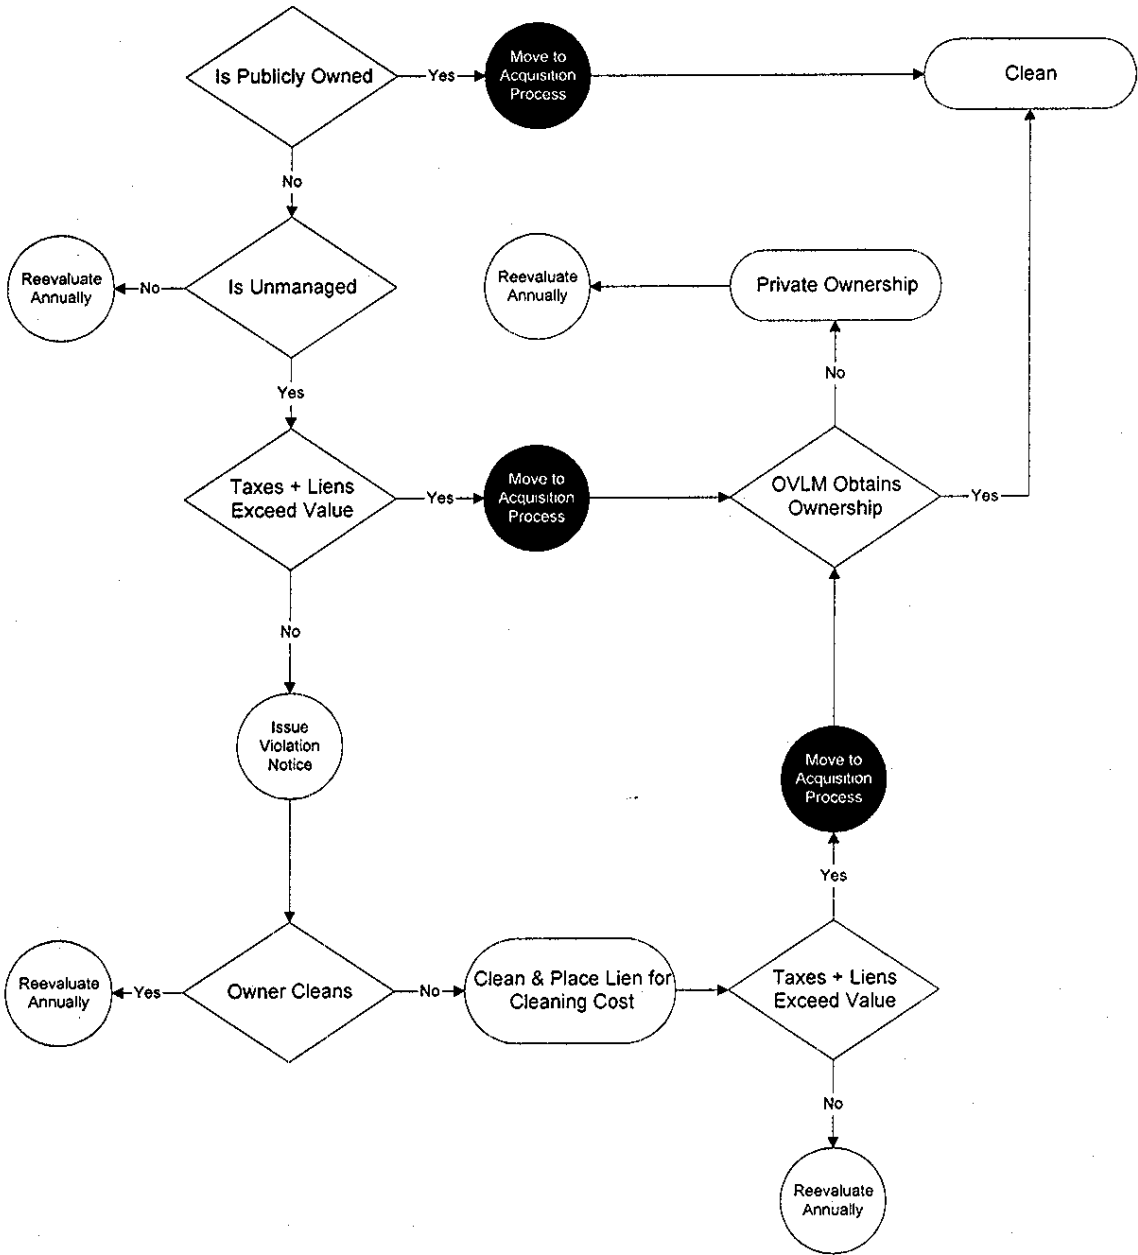 Is Publicly Owned
Yes
Move to
Acquisition
Process
Clean
No
Reevaluate
Annually
No
Is Unmanaged
Reevaluate
Annually
Private Ownership
Yes
No
Taxes + Liens
Exceed Value
Yes
Move to
Acquisition
Process
OVLM Obtains
Ownership
Yes
No
Issue
Violation
Notice
Move to
Acquisition
Process
Yes
Reevaluate
Annually
Yes
Owner Cleans
No
Clean & Place Lien for
Cleaning Cost
Taxes + Liens
Exceed Value
No
Reevaluate
Annually